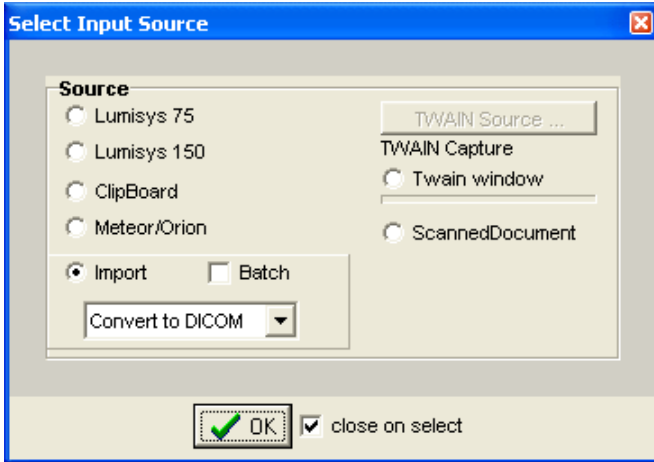 Select Input Source
Source
Lumisys 75
Lumisys 150
ClipBoard
Meteor/Orion
Import
Batch
Convert to DICOM
TWAIN Source ...
TWAIN Capture
Twain window
ScannedDocument
OK
close on select